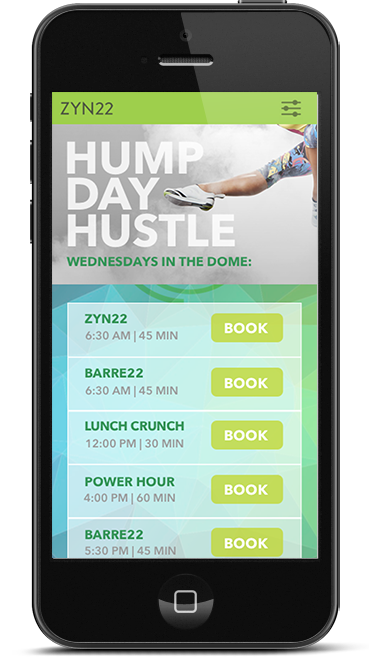 ZYN22
HUMP
DAY
HUSTLE
WEDNESDAYS IN THE DOME:
ZYN22
6:30 AM | 45 MIN
BOOK
BARRE22
6:30 AM | 45 MIN
BOOK
LUNCH CRUNCH
12:00 PM | 30 MIN
BOOK
POWER HOUR
4:00 PM | 60 MIN
BOOK
BARRE22
5:30 PM | 45 MIN
BOOK